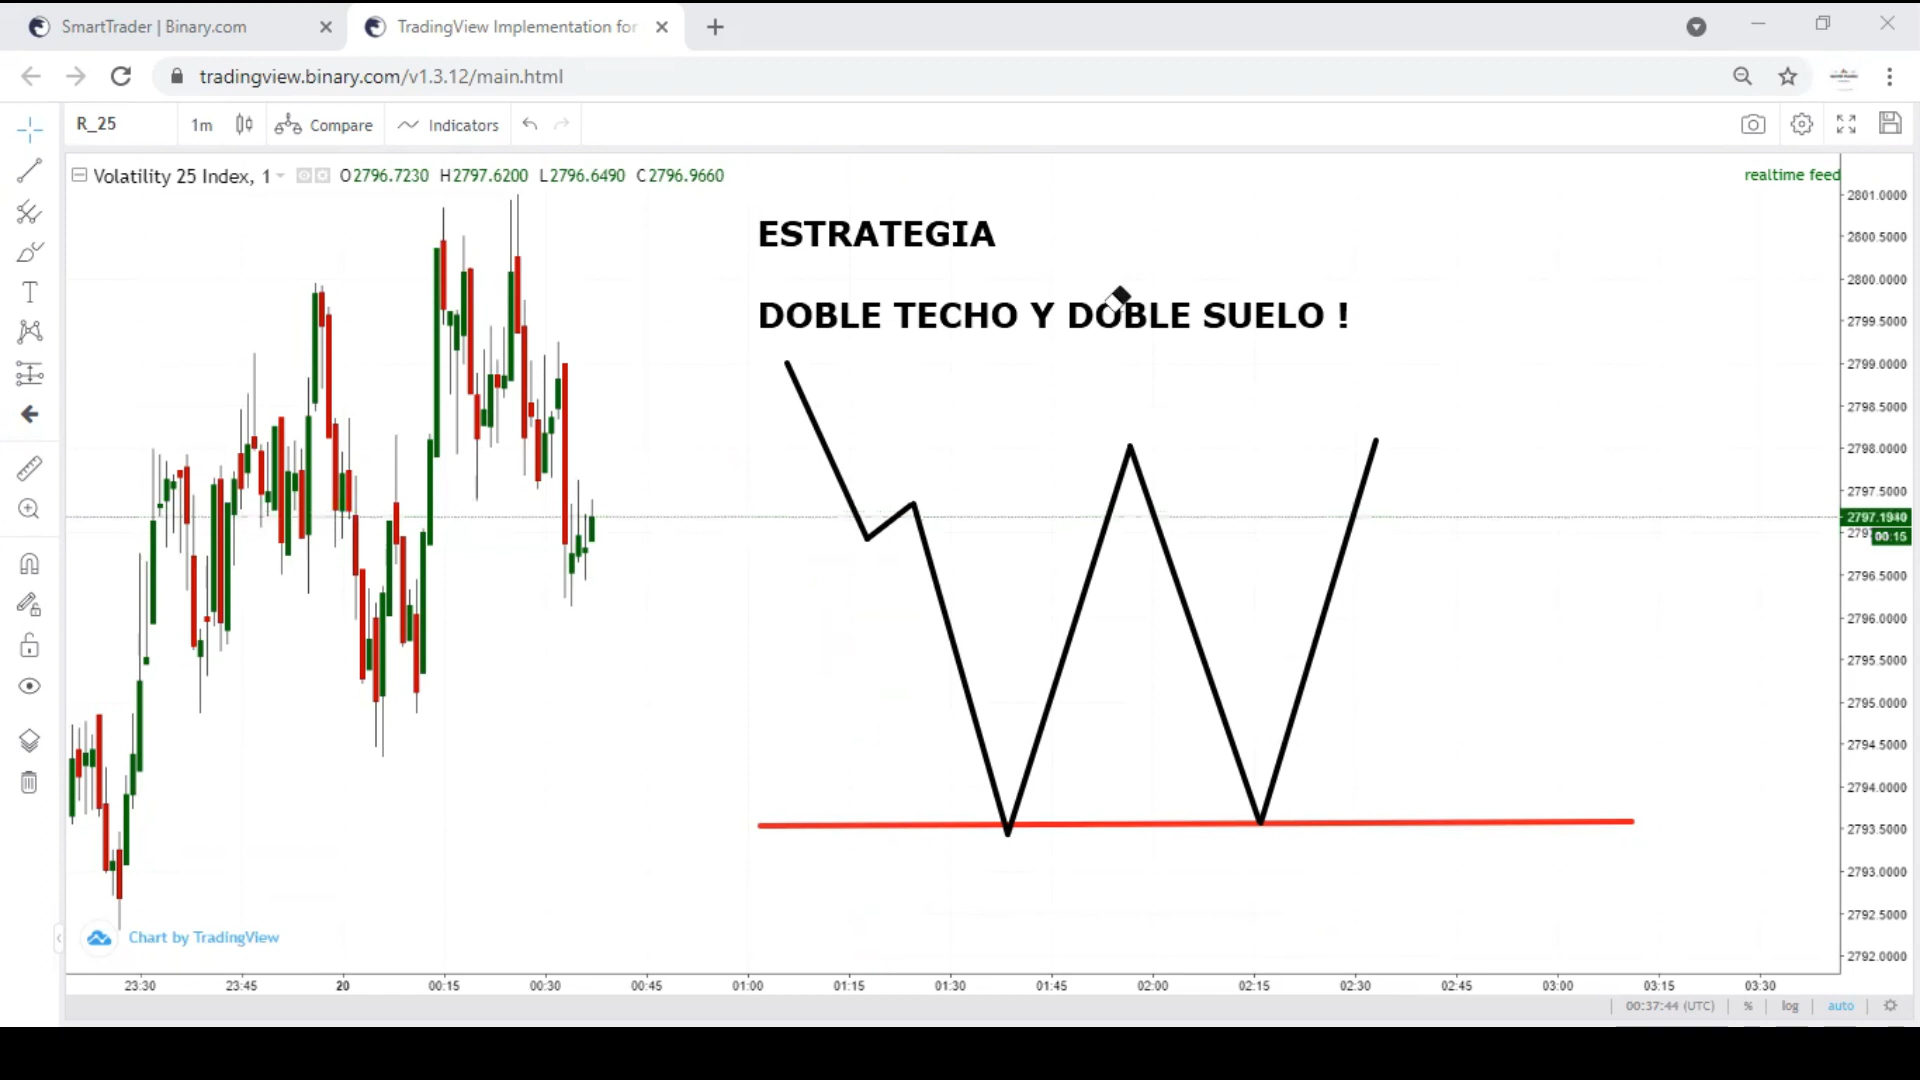 SmartTrader | Binary.com
TradingView Implementation for
tradingview.binary.com/v1.3.12/main.html
R_25
1m
Compare
Indicators
Volatility 25 Index, 1
O2796.7230 H2797.6200 L2796.6490 C2796.9660
realtime feed
ESTRATEGIA
DOBLE TECHO Y DOBLE SUELO !
2801.0000
2800.5000
2800.0000
2799.5000
2799.0000
2798.5000
2798.0000
2797.5000
2797.1940
00:15
2796.5000
2796.0000
2795.5000
2795.0000
2794.5000
2794.0000
2793.5000
2793.0000
2792.5000
2792.0000
Chart by TradingView
23:30 23:45 20 00:15 00:30 00:45 01:00 01:15 01:30 01:45 02:00 02:15 02:30 02:45 03:00 03:15 03:30
00:37:44 (UTC) % log auto